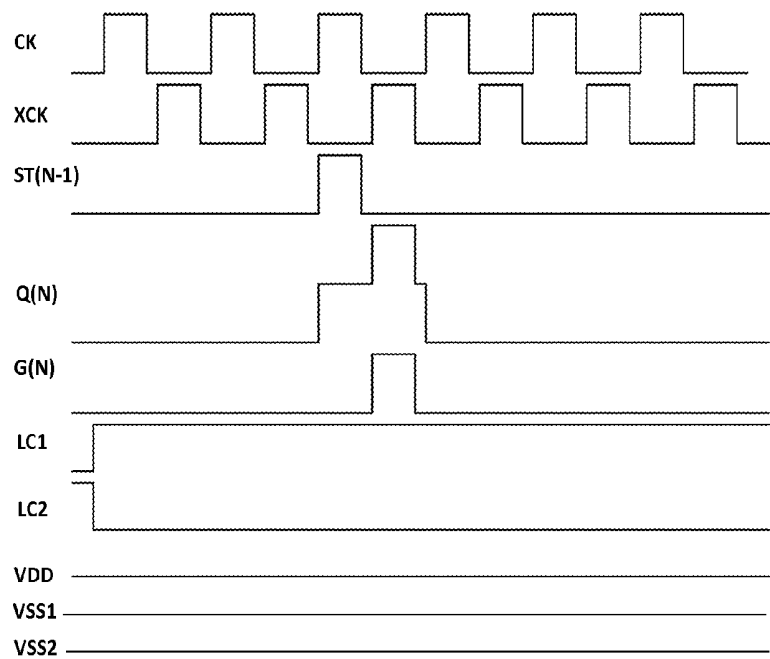 CK
XCK
ST(N-1)
Q(N)
G(N)
LC1
LC2
VDD
VSS1
VSS2